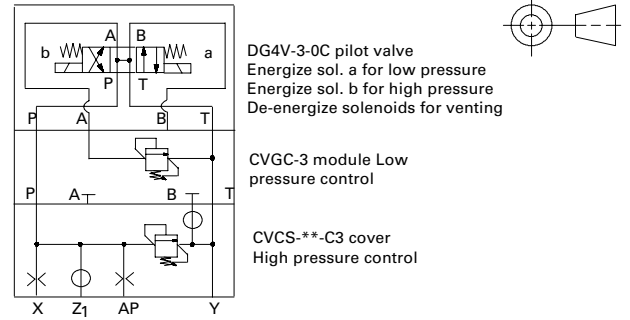 A B
b a
P T
P A B T
P A B T
X Z1 AP Y
DG4V-3-0C pilot valve
Energize sol. a for low pressure
Energize sol. b for high pressure
De-energize solenoids for venting
CVGC-3 module Low
pressure control
CVCS-**-C3 cover
High pressure control